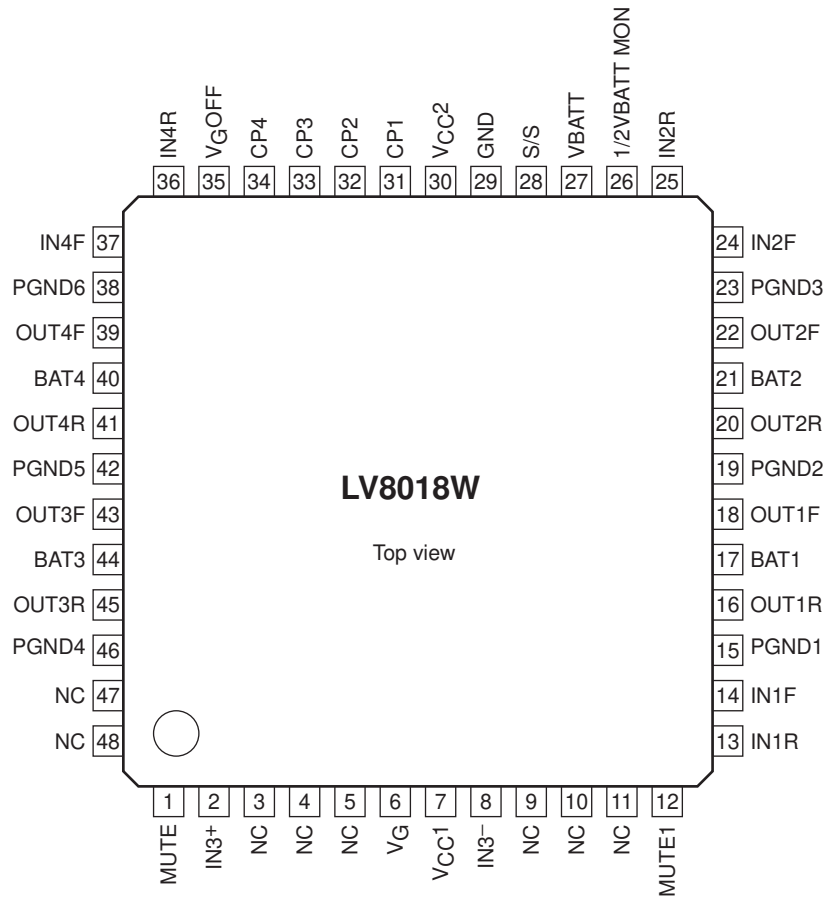 IN4R
VGOFF
CP4
CP3
CP2
CP1
VCC2
GND
S/S
VBATT
1/2VBATT MON
IN2R
36 35 34 33 32 31 30 29 28 27 26 25
IN4F 37
PGND6 38
OUT4F 39
BAT4 40
OUT4R 41
PGND5 42
OUT3F 43
BAT3 44
OUT3R 45
PGND4 46
NC 47
NC 48
LV8018W
Top view
24 IN2F
23 PGND3
22 OUT2F
21 BAT2
20 OUT2R
19 PGND2
18 OUT1F
17 BAT1
16 OUT1R
15 PGND1
14 IN1F
13 IN1R
1 2 3 4 5 6 7 8 9 10 11 12
MUTE
IN3+
NC
NC
NC
VG
VCC1
IN3−
NC
NC
NC
MUTE1